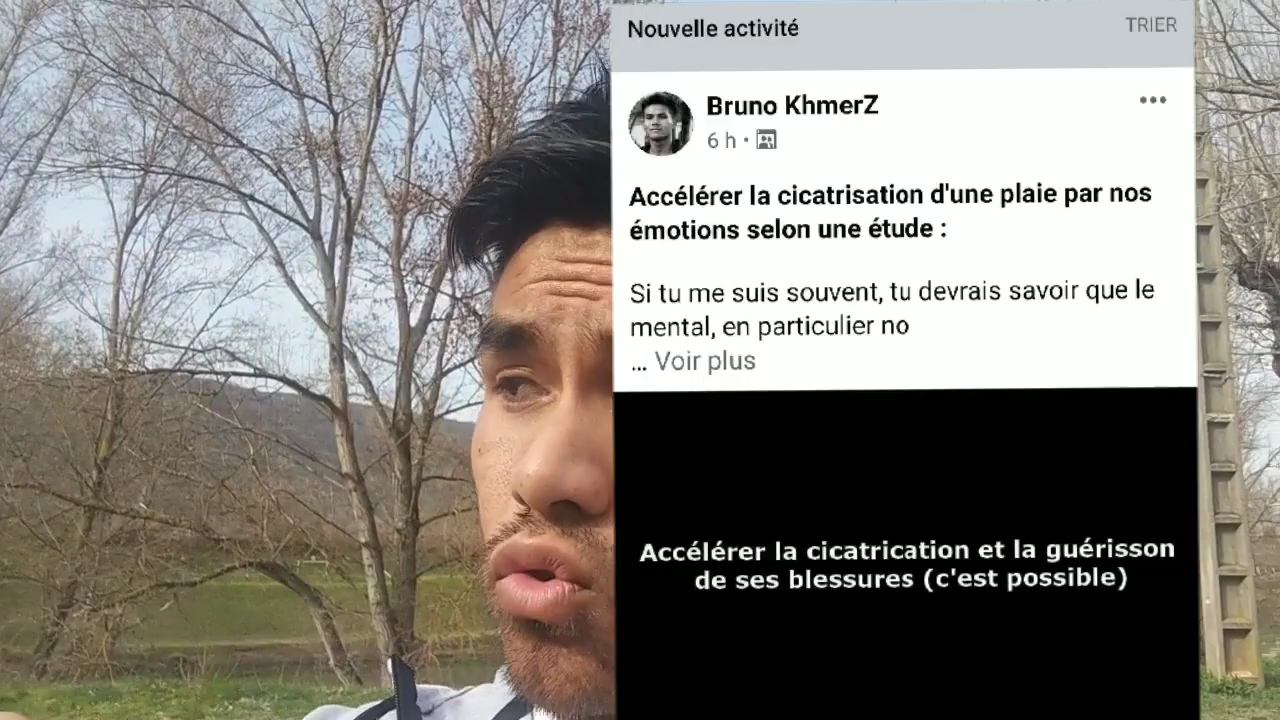 Nouvelle activité
TRIER
Bruno KhmerZ
6 h
Accélérer la cicatrisation d'une plaie par nos
émotions selon une étude :
Si tu me suis souvent, tu devrais savoir que le
mental, en particulier no
... Voir plus
Accélérer la cicatrication et la guérisson
de ses blessures (c'est possible)